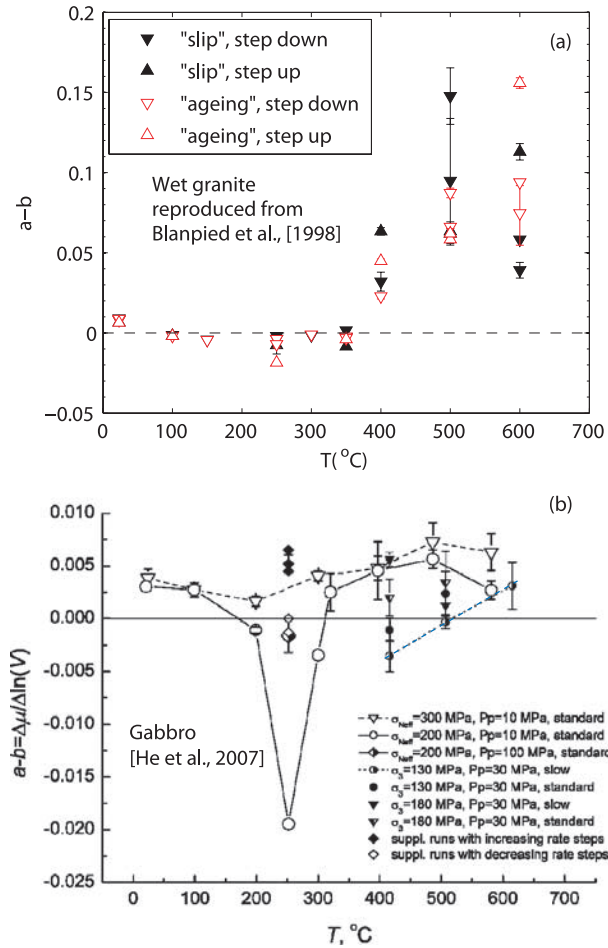 0.2
(a)
"slip", step down
"slip", step up
0.15
"ageing", step down
"ageing", step up
0.1
Wet granite
reproduced from
Blanpied et al., [1998]
a−b
0.05
0
−0.05
0 100 200 300 400 500 600 700
T(°C)
(b)
0.010
0.005
0.000
-0.005
a-b=Δμ/Δln(V)
Gabbro
[He et al., 2007]
-0.010
-0.015
-0.020
-0.025
σNeff=300 MPa, Pp=10 MPa, standard
σNeff=200 MPa, Pp=10 MPa, standard
σNeff=200 MPa, Pp=100 MPa, standard
σ3=130 MPa, Pp=30 MPa, slow
σ3=130 MPa, Pp=30 MPa, standard
σ3=180 MPa, Pp=30 MPa, slow
σ3=180 MPa, Pp=30 MPa, standard
suppl. runs with increasing rate steps
suppl. runs with decreasing rate steps
0 100 200 300 400 500 600 700
T, °C